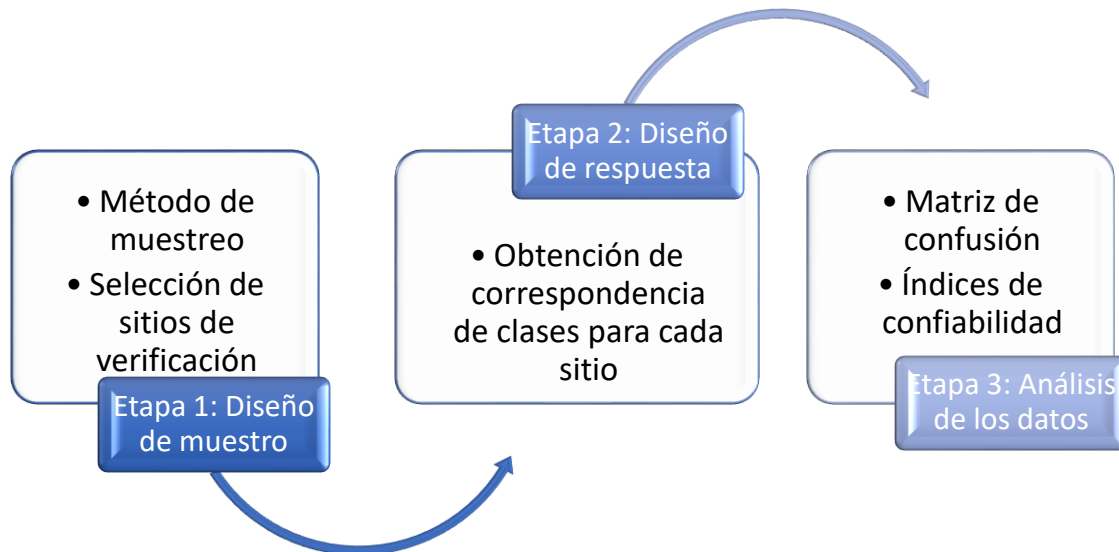 • Método de
muestreo
• Selección de
sitios de
verificación
Etapa 1: Diseño
de muestro
Etapa 2: Diseño
de respuesta
• Obtención de
correspondencia
de clases para cada
sitio
• Matriz de
confusión
• Índices de
confiabilidad
Etapa 3: Análisis
de los datos